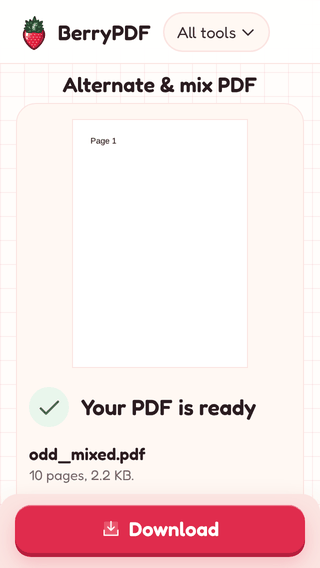 BerryPDF
All tools
Alternate & mix PDF
Page 1
Your PDF is ready
odd_mixed.pdf
10 pages, 2.2 KB.
Download